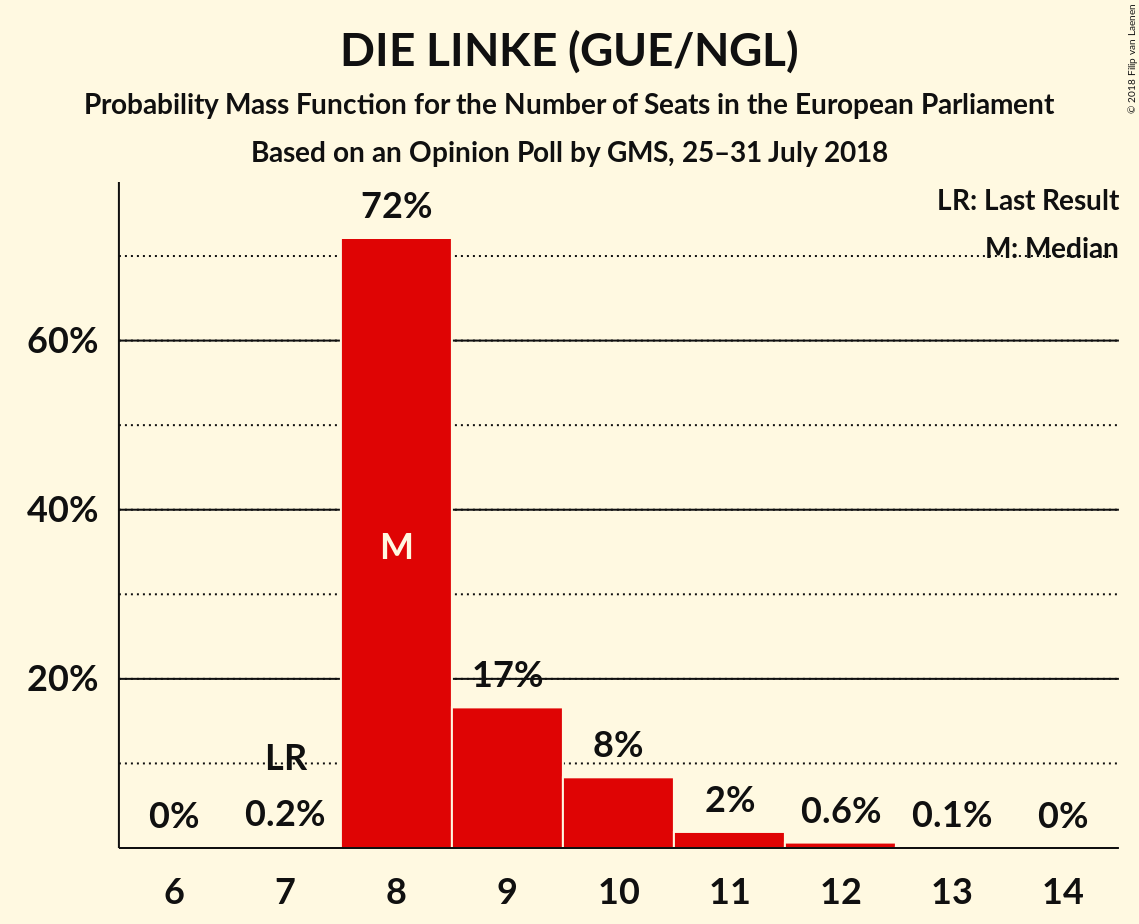 DIE LINKE (GUE/NGL)
Probability Mass Function for the Number of Seats in the European Parliament
Based on an Opinion Poll by GMS, 25–31 July 2018
© 2018 Filip van Laenen
LR: Last Result
M: Median
72%
60%
40%
M
20%
17%
LR
8%
0%
0.2%
2%
0.6%
0.1%
0%
6 7 8 9 10 11 12 13 14